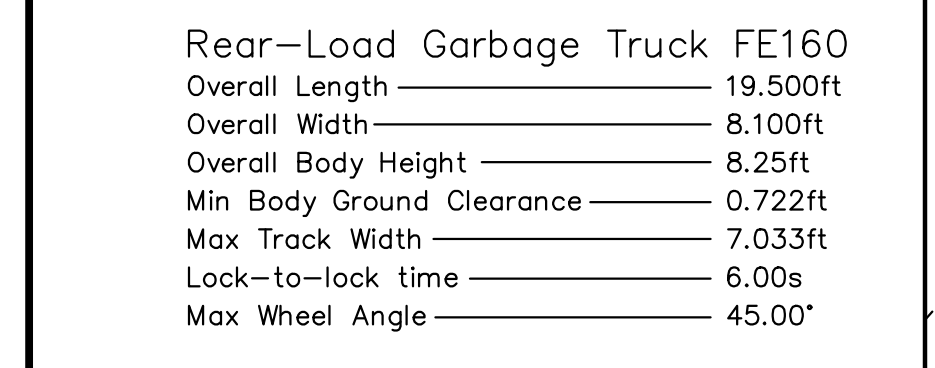 Rear-Load Garbage Truck FE160
Overall Length 19.500ft
Overall Width 8.100ft
Overall Body Height 8.25ft
Min Body Ground Clearance 0.722ft
Max Track Width 7.033ft
Lock-to-lock time 6.00s
Max Wheel Angle 45.00°